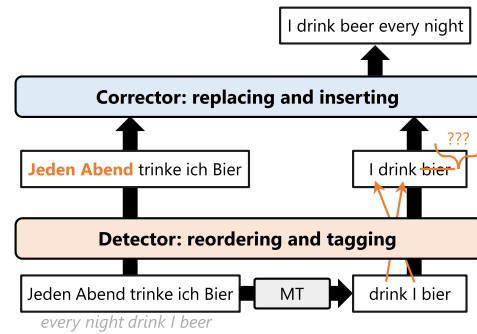 I drink beer every night
Corrector: replacing and inserting
???
Jeden Abend trinke ich Bier
I drink bier
Detector: reordering and tagging
Jeden Abend trinke ich Bier
MT
drink I bier
every night drink I beer